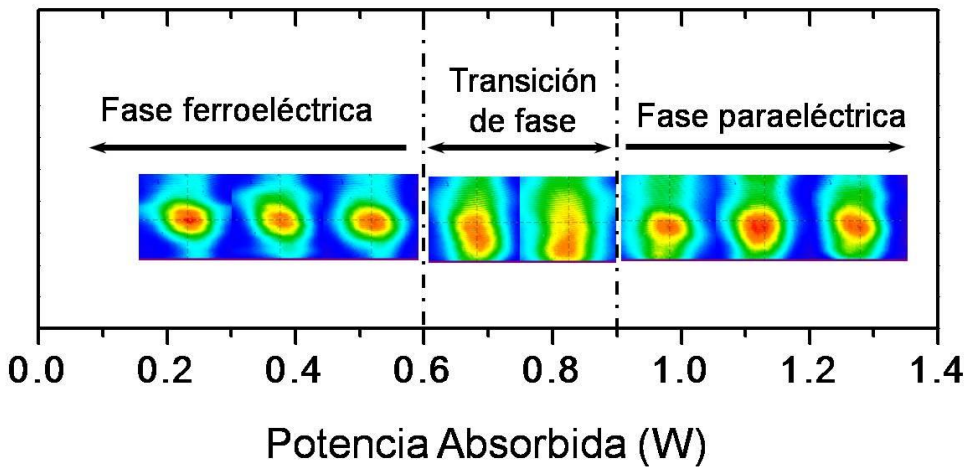 Transición
de fase
Fase ferroeléctrica
Fase paraeléctrica
0.0 0.2 0.4 0.6 0.8 1.0 1.2 1.4
Potencia Absorbida (W)